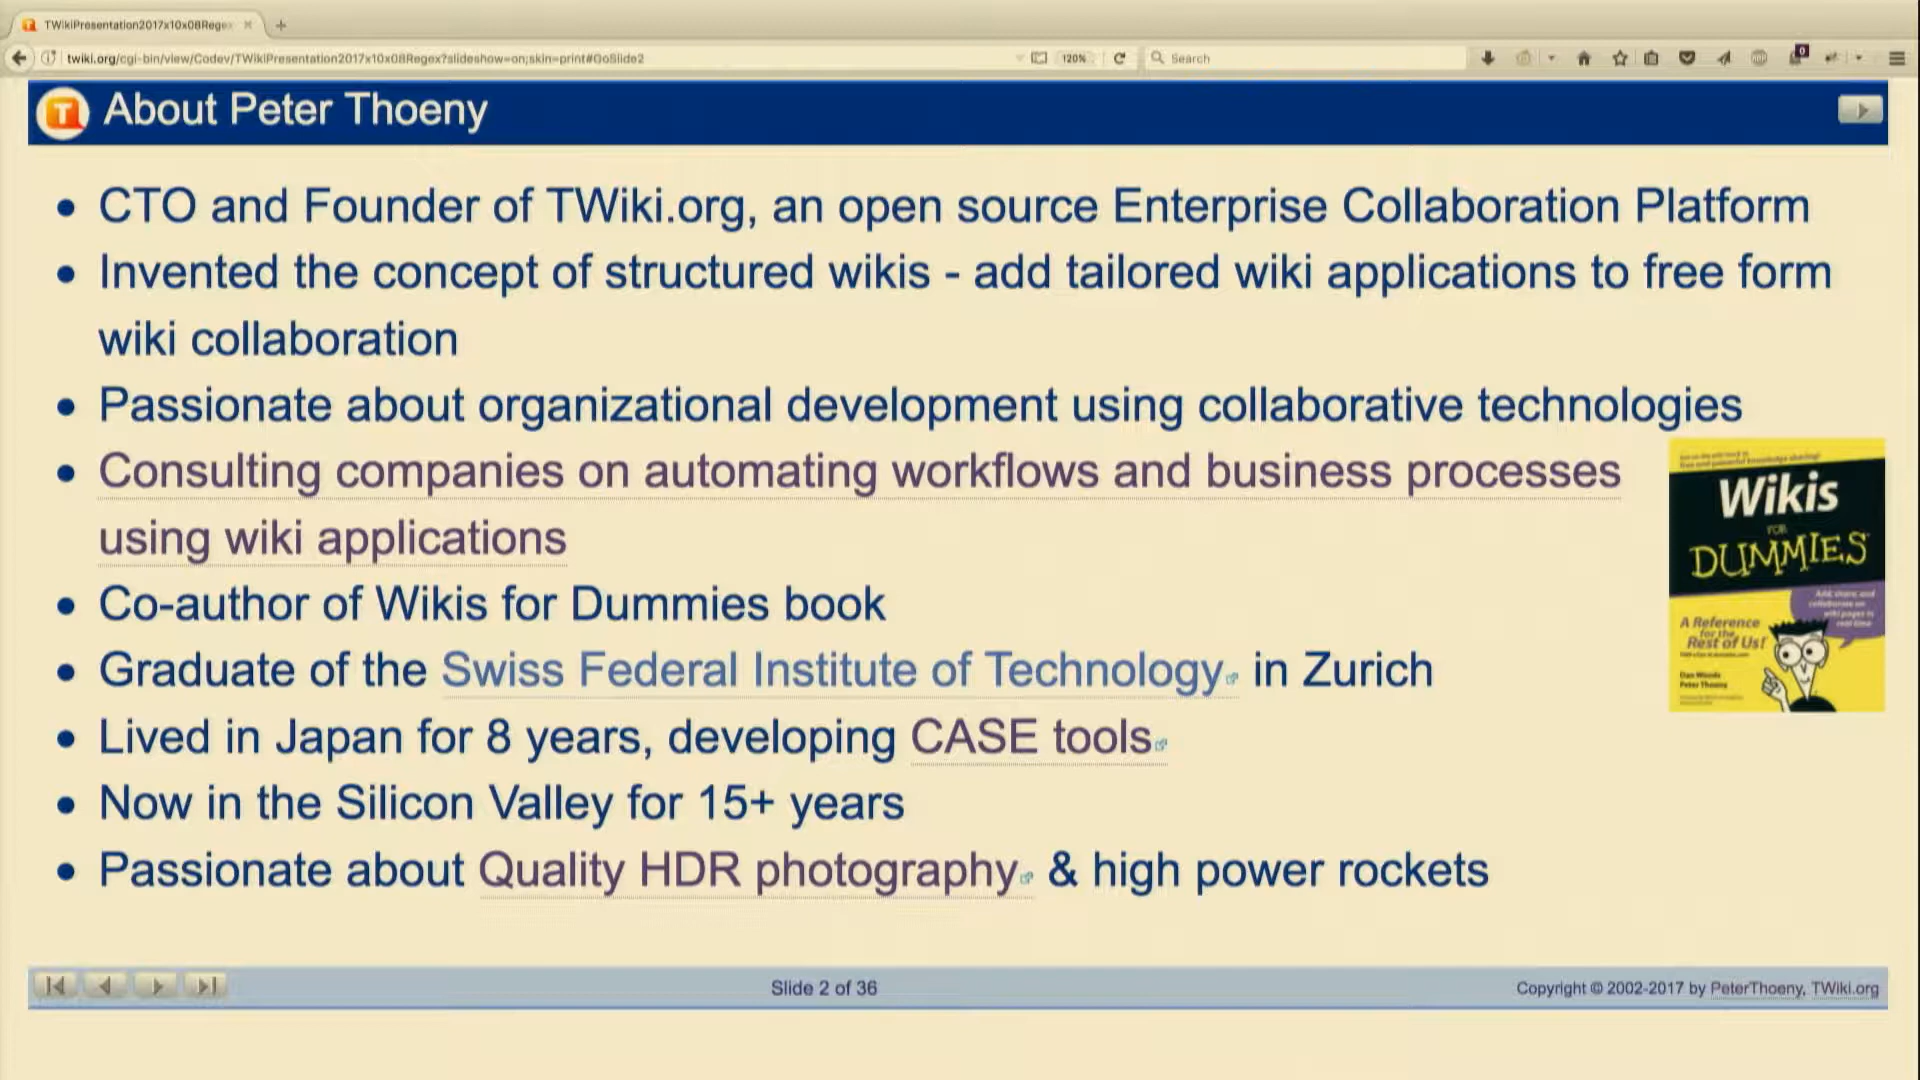 TWikiPresentation2017x10x08Regex
twiki.org/cgi-bin/view/Codev/TWikiPresentation2017x10x08Regex?slideshow=on;skin=print#GoSlide2
120%
Search
0
T
About Peter Thoeny
• CTO and Founder of TWiki.org, an open source Enterprise Collaboration Platform
• Invented the concept of structured wikis - add tailored wiki applications to free form
wiki collaboration
• Passionate about organizational development using collaborative technologies
• Consulting companies on automating workflows and business processes
using wiki applications
• Co-author of Wikis for Dummies book
• Graduate of the Swiss Federal Institute of Technology in Zurich
• Lived in Japan for 8 years, developing CASE tools
• Now in the Silicon Valley for 15+ years
• Passionate about Quality HDR photography & high power rockets
Wikis
FOR
DUMMIES
A Reference
for the
Rest of Us!
Dan Woods
Peter Thoeny
Slide 2 of 36
Copyright © 2002-2017 by PeterThoeny, TWiki.org